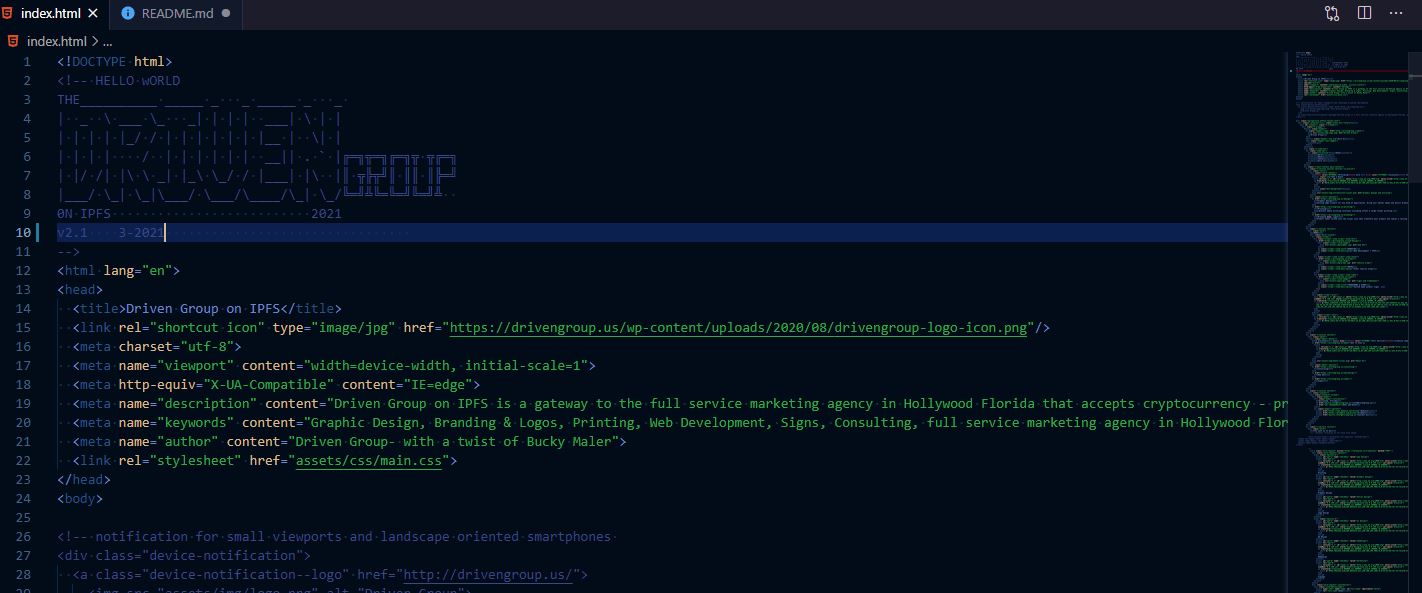 index.html
README.md
index.html > ...
1 <!DOCTYPE html>
2 <!-- HELLO wORLD
3 THE__________ _____ _   _ _____ _   _
4 |  _  \ ___ \_   _| | | |  ___| \ | |
5 | | | | |_/ / | | | | | | |__ |  \| |
6 | | | |    /  | | | | | |  __|| . ` |╔═╗╦═╗╔═╗╦ ╦╔═╗
7 | |/ /| |\ \ _| |_\ \_/ / |___| |\  |║ ╦╠╦╝║ ║║ ║╠═╝
8 |___/ \_| \_|\___/ \___/\____/\_| \_/╚═╝╩╚═╚═╝╚═╝╩
9 0N IPFS 2021
10 v2.1 3-2021
11 -->
12 <html lang="en">
13 <head>
14 <title>Driven Group on IPFS</title>
15 <link rel="shortcut icon" type="image/jpg" href="https://drivengroup.us/wp-content/uploads/2020/08/drivengroup-logo-icon.png"/>
16 <meta charset="utf-8">
17 <meta name="viewport" content="width=device-width, initial-scale=1">
18 <meta http-equiv="X-UA-Compatible" content="IE=edge">
19 <meta name="description" content="Driven Group on IPFS is a gateway to the full service marketing agency in Hollywood Florida that accepts cryptocurrency - pr
20 <meta name="keywords" content="Graphic Design, Branding & Logos, Printing, Web Development, Signs, Consulting, full service marketing agency in Hollywood Flor
21 <meta name="author" content="Driven Group- with a twist of Bucky Maler">
22 <link rel="stylesheet" href="assets/css/main.css">
23 </head>
24 <body>
25
26 <!-- notification for small viewports and landscape oriented smartphones
27 <div class="device-notification">
28 <a class="device-notification--logo" href="http://drivengroup.us/">
29 <img src="assets/img/logo.png" alt="Driven Group">